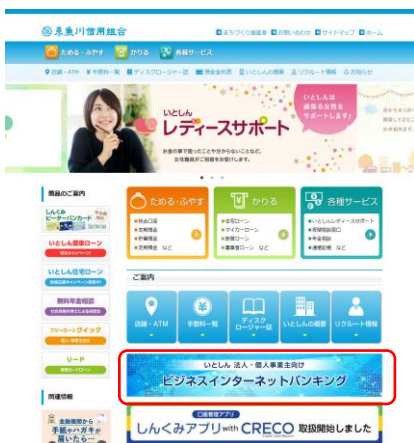 糸魚川信用組合
まちづくり推進室 お問い合わせ サイトマップ ホーム
ためる・ふやす かりる 各種サービス
店舗・ATM 手数料一覧 ディスクロージャー誌 預金金利表 いとしんの概要 リクルート情報 お知らせ
いとしんは
頑張る女性を
サポートします!
いとしん
レディースサポート
お金の事で困ったことや分からないことなど、
女性職員がご相談をお受けします。
商品のご案内
しんくみ
ピーターパンカード
いとしん愛車ローン
いとしん住宅ローン
無料年金相談
フリーローンクイック
リード
関連情報
金融機関から
手紙やハガキが
届いたら…
ためる・ふやす
総合口座
定期預金
貯蓄預金
定期積金 など
かりる
住宅ローン
マイカーローン
教育ローン
事業者ローン など
各種サービス
いとしんレディースサポート
夜間相談窓口
年金相談
遺言信託 など
ご案内
店舗・ATM
手数料一覧
ディスク
ロージャー誌
いとしんの概要
リクルート情報
いとしん 法人・個人事業主向け
ビジネスインターネットバンキング
口座管理アプリ
しんくみアプリ with CRECO 取扱開始しました